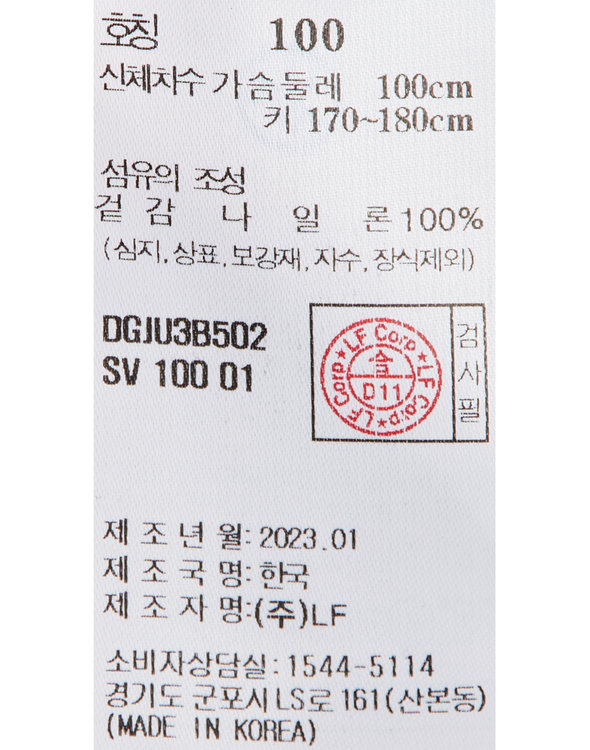 호칭 100
신체치수 가슴둘레 100cm
키 170~180cm
섬유의 조성
겉 감 나 일 론 100%
(심지,상표,보강재,자수,장식제외)
DGJU3B502
SV 100 01
LF Corp★LF Corp★LF Corp★
합
D11
검사필
제 조 년 월: 2023.01
제 조 국 명: 한국
제 조 자 명:(주)LF
소비자상담실:1544-5114
경기도 군포시 LS로 161(산본동)
(MADE IN KOREA)